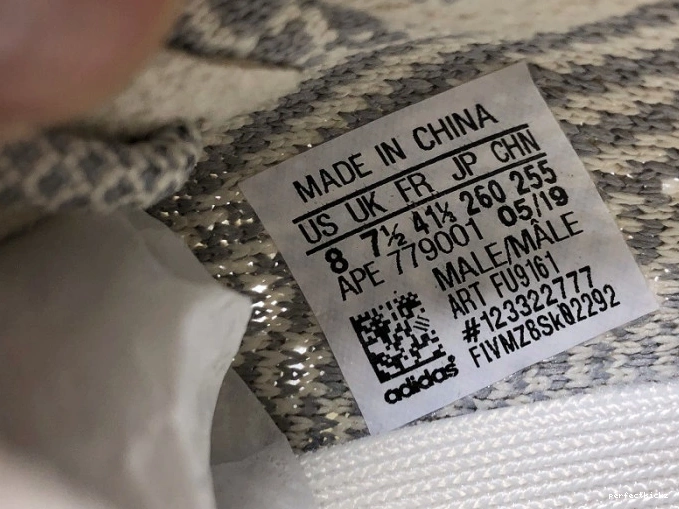 MADE IN CHINA
US UK FR JP CHN
8 7½ 41⅓ 260 255
APE 779001 05/19
MALE/MÂLE
ART FU9161
#123322777
FIVMZ8Sk02292
adidas
perfectkicks